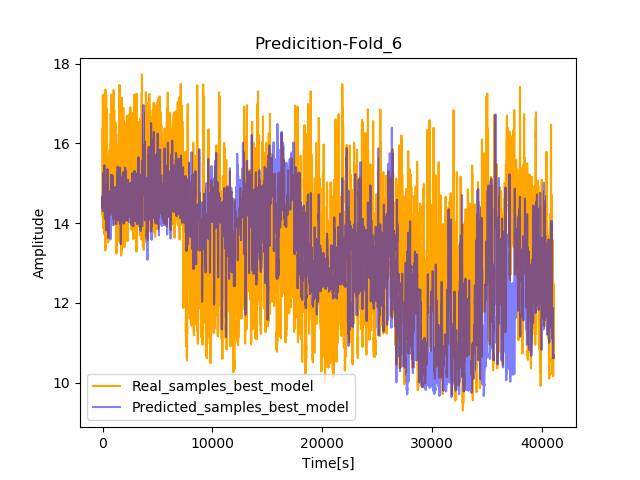 Predicition-Fold_6
18
16
14
12
10
Amplitude
Real_samples_best_model
Predicted_samples_best_model
0
10000
20000
30000
40000
Time[s]